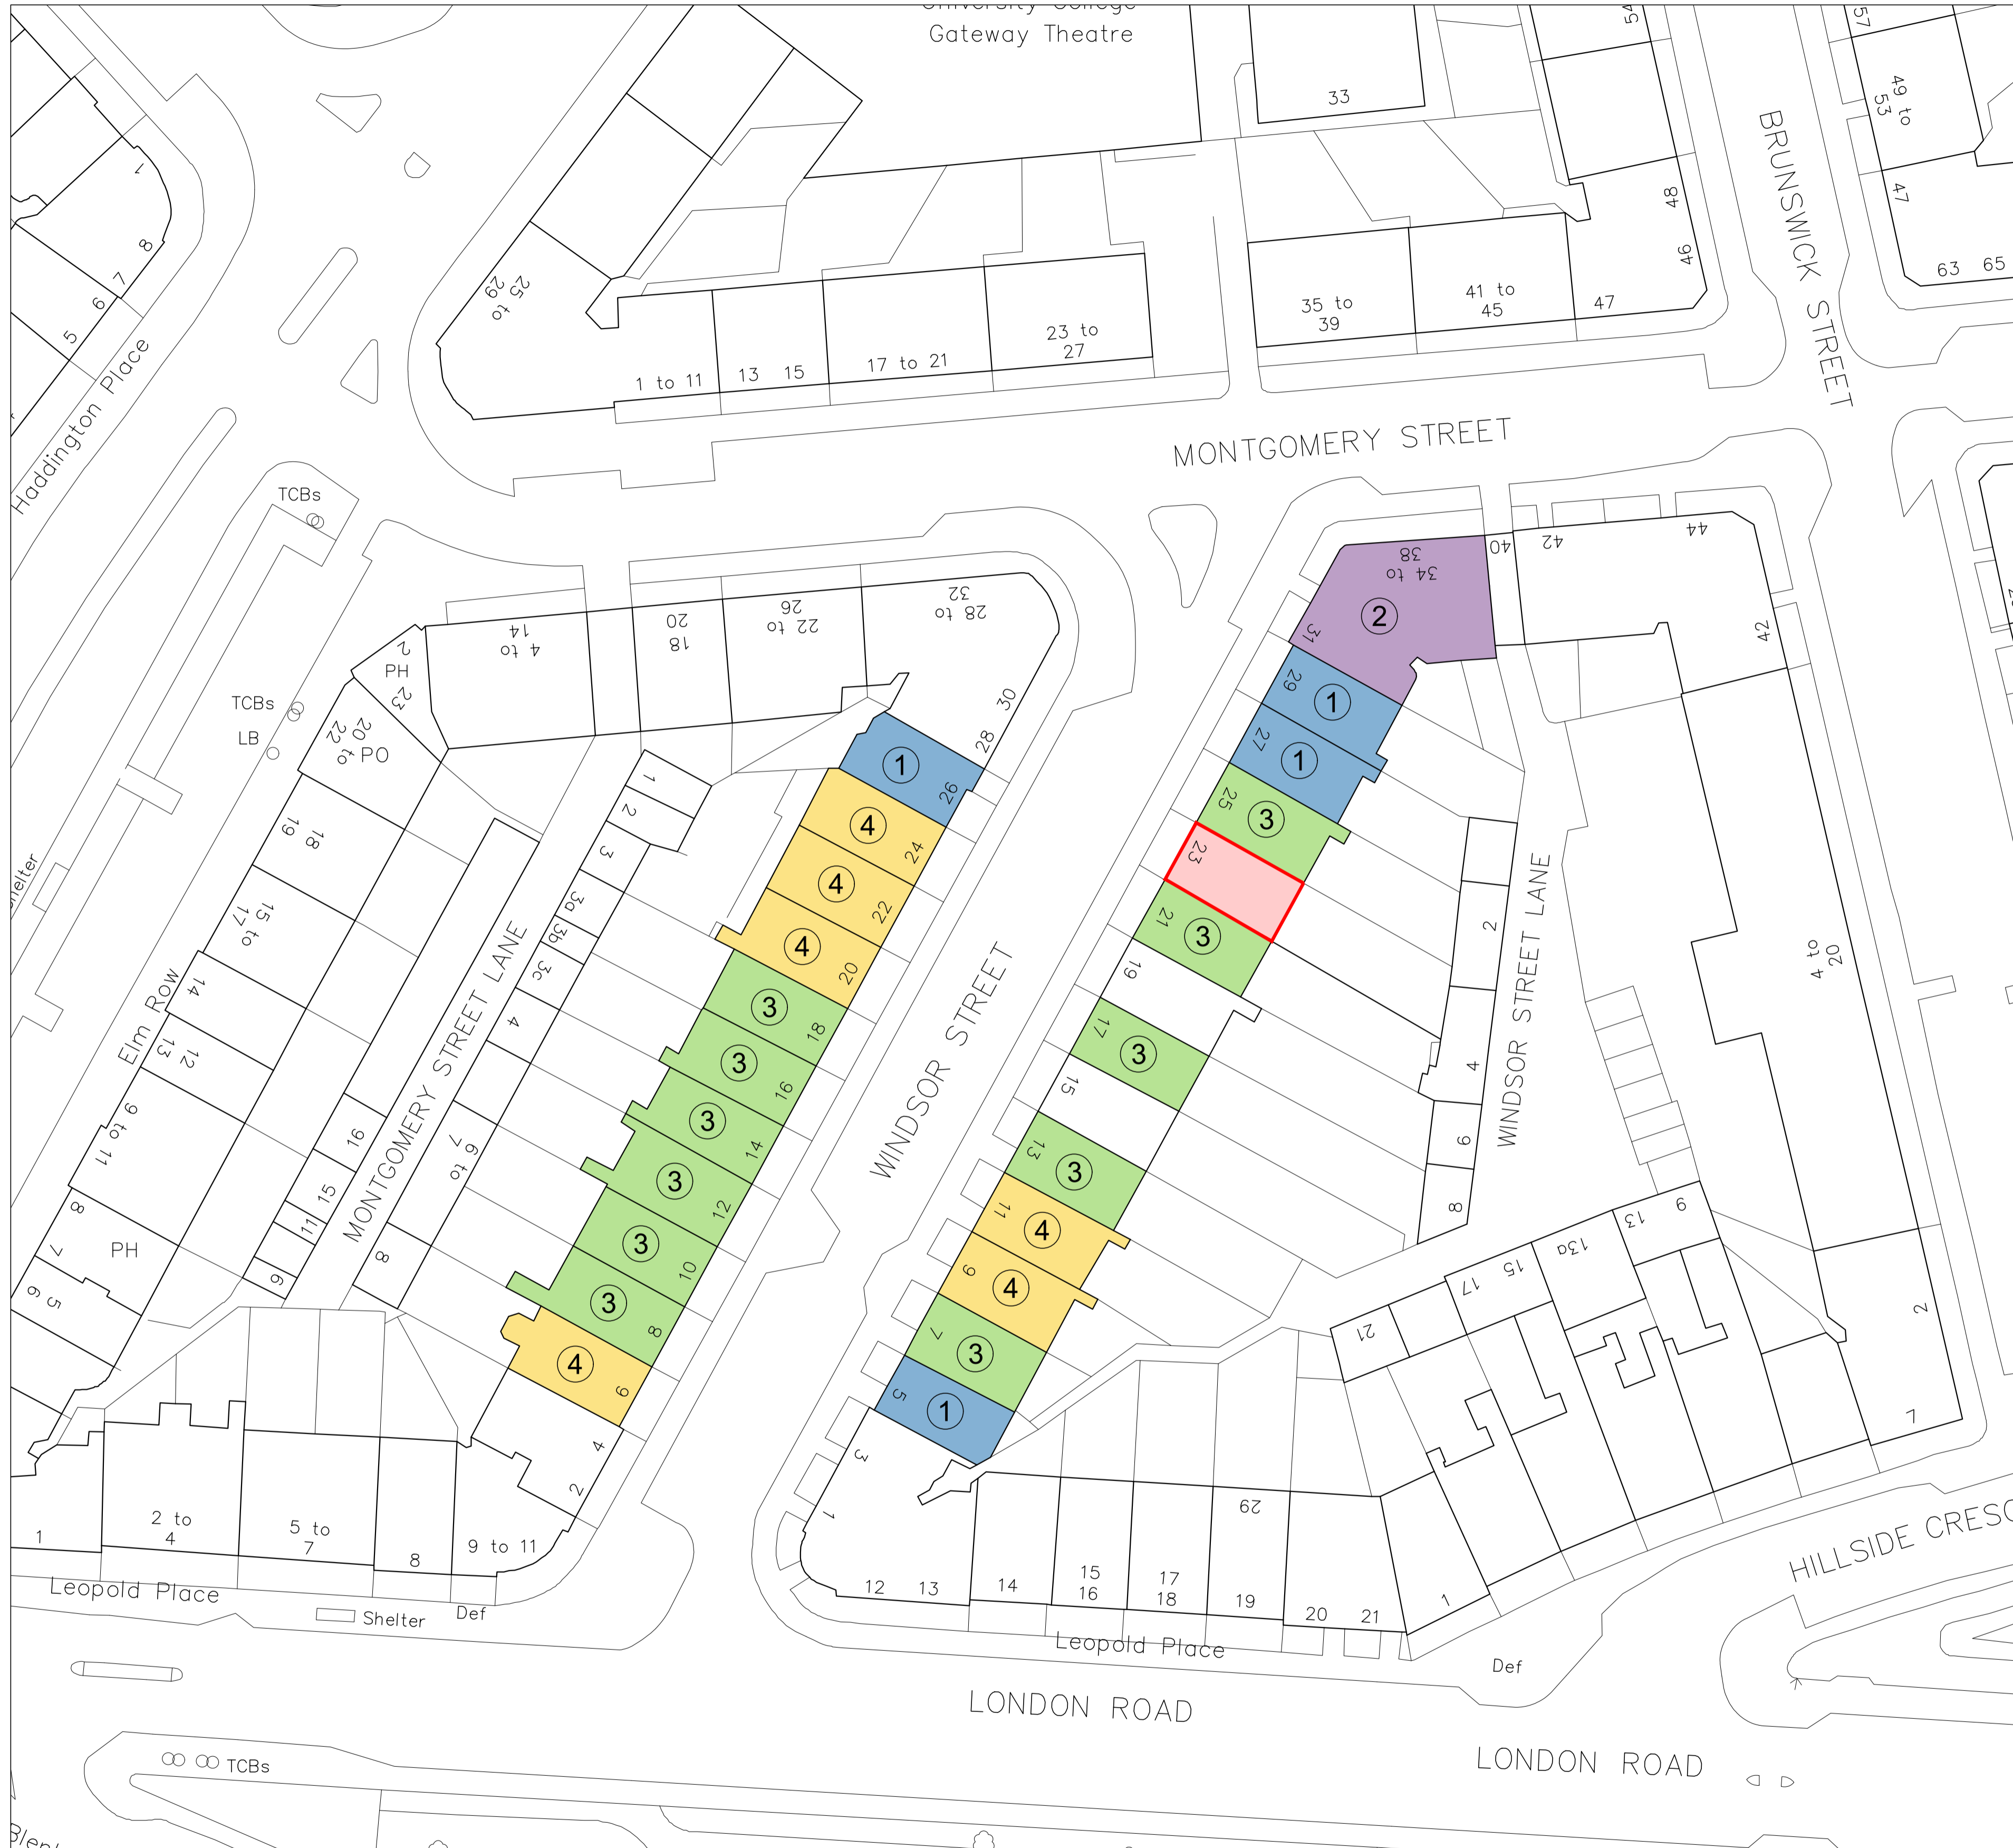 Gateway Theatre
33
54
57
49 to
53
47
63 65
48
46
BRUNSWICK STREET
1
8
7
6
5
Haddington Place
25 to
29
1 to 11
13 15
17 to 21
23 to
27
35 to
39
41 to
45
47
MONTGOMERY STREET
TCBs
TCBs
LB
2
PH
23
20 to
22
PO
4 to
14
18
20
22 to
26
28 to
32
30
28
26
1
24
4
22
4
20
4
18
3
16
3
14
3
12
3
10
3
8
3
6
4
4
2
34 to
38
2
31
29
1
27
1
25
3
23
21
3
19
17
3
15
13
3
11
4
9
4
7
3
5
1
3
1
40
42
44
42
4 to
20
2
7
WINDSOR STREET
WINDSOR STREET LANE
2
4
6
8
1
2
3
3a
3b
3c
4
6 to
7
8
MONTGOMERY STREET LANE
16
15
11
9
Elm Row
18
19
15 to
17
14
12
13
9 to
11
8
7
PH
5
6
21
17
15
13a
13
9
1
2 to
4
5 to
7
8
9 to 11
Leopold Place
Shelter
Def
12 13
14
15
16
17
18
29
19
20
21
1
Leopold Place
Def
HILLSIDE CRESC
LONDON ROAD
LONDON ROAD
TCBs